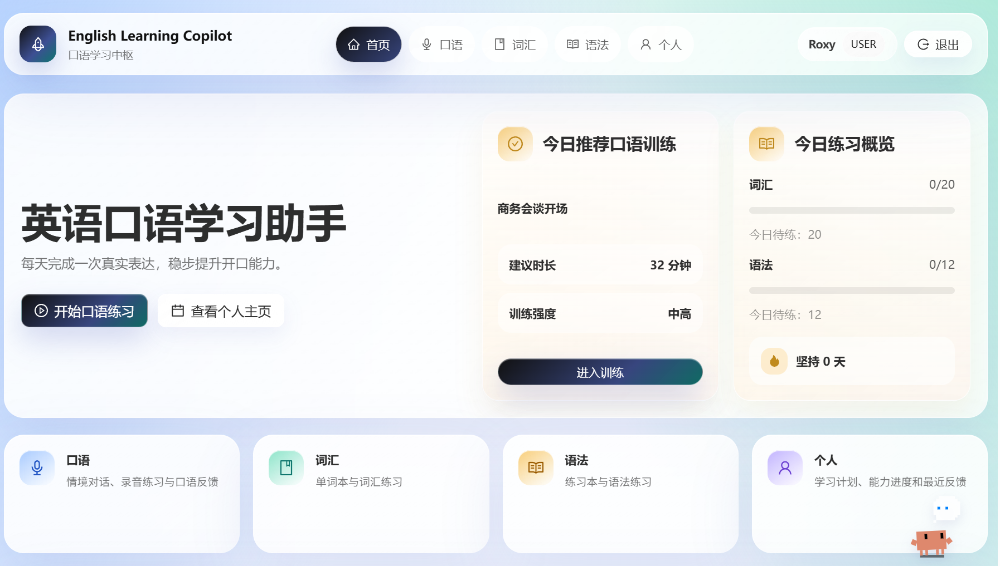 English Learning Copilot
口语学习中枢
首页
口语
词汇
语法
个人
Roxy
USER
退出
英语口语学习助手
每天完成一次真实表达，稳步提升开口能力。
开始口语练习
查看个人主页
今日推荐口语训练
商务会谈开场
建议时长 32 分钟
训练强度 中高
进入训练
今日练习概览
词汇 0/20
今日待练：20
语法 0/12
今日待练：12
坚持 0 天
口语
情境对话、录音练习与口语反馈
词汇
单词本与词汇练习
语法
练习本与语法练习
个人
学习计划、能力进度和最近反馈